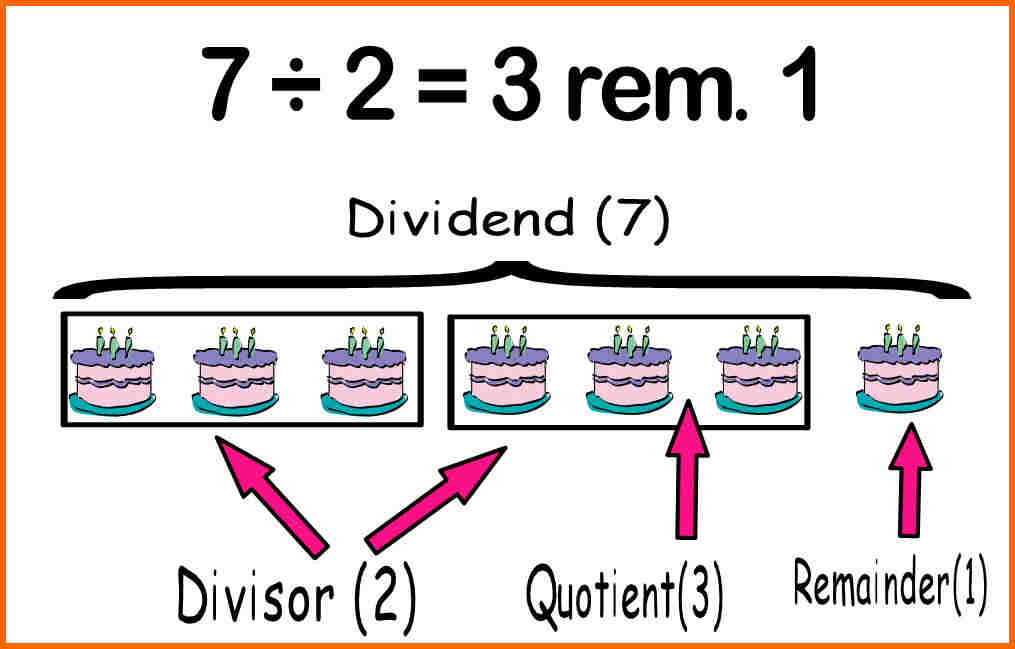 7 ÷ 2 = 3 rem. 1
Dividend (7)
Divisor (2) Quotient(3) Remainder(1)